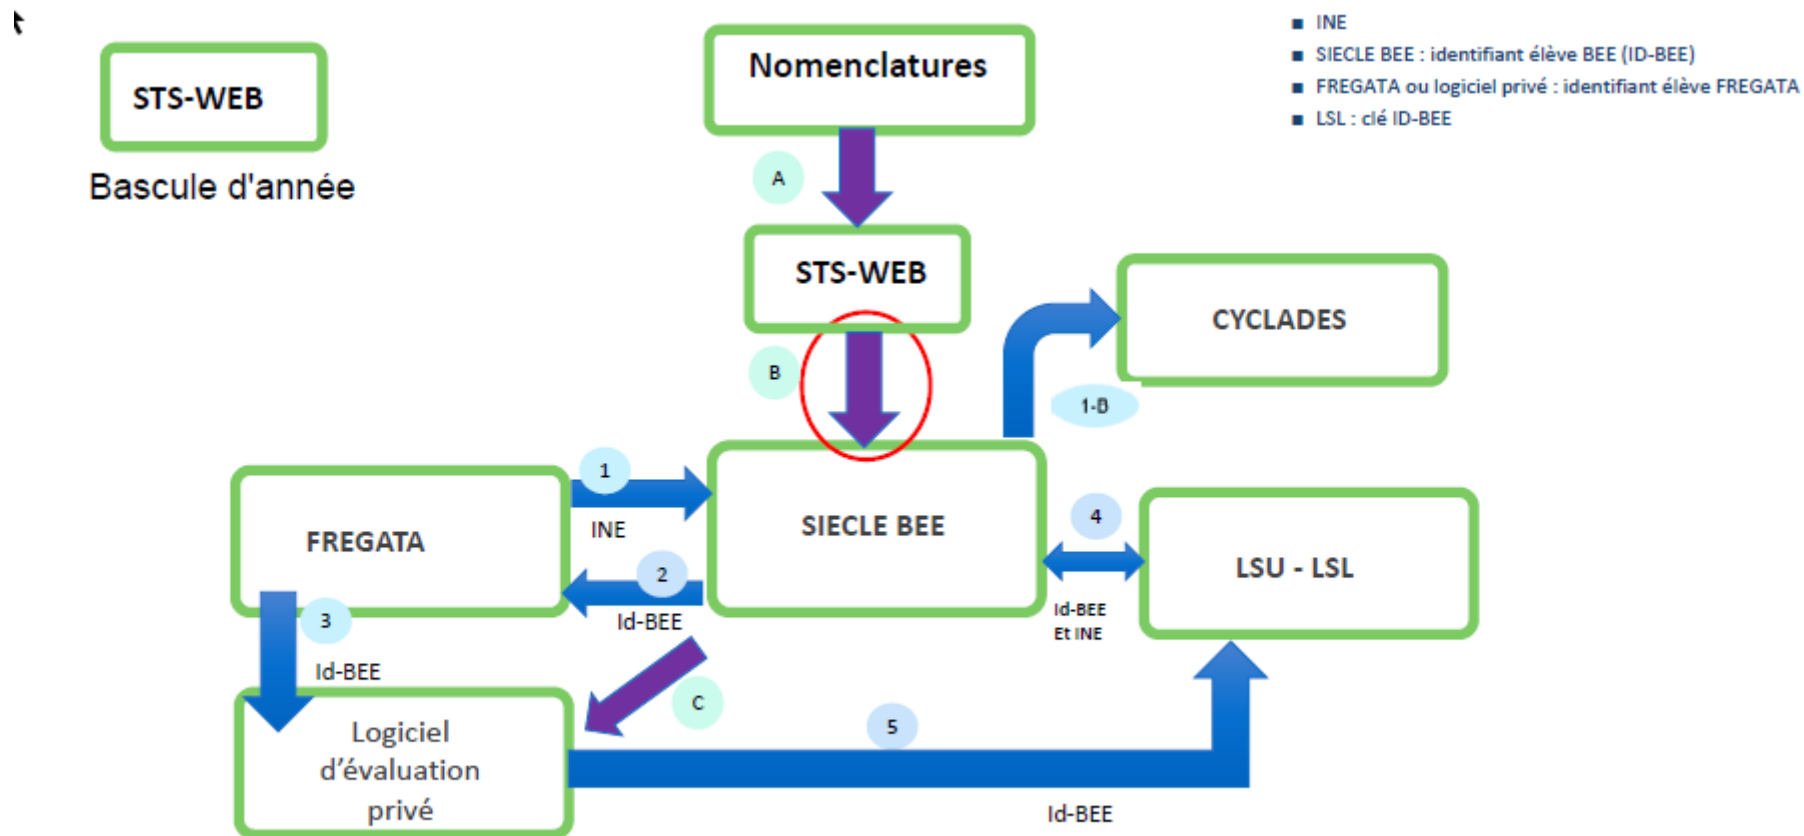 INE
SIECLE BEE : identifiant élève BEE (ID-BEE)
FREGATA ou logiciel privé : identifiant élève FREGATA
LSL : clé ID-BEE
STS-WEB
Bascule d'année
Nomenclatures
A
STS-WEB
B
CYCLADES
1-B
1
INE
FREGATA
SIECLE BEE
2
Id-BEE
4
Id-BEE
Et INE
LSU - LSL
3
Id-BEE
C
Logiciel
d'évaluation
privé
5
Id-BEE